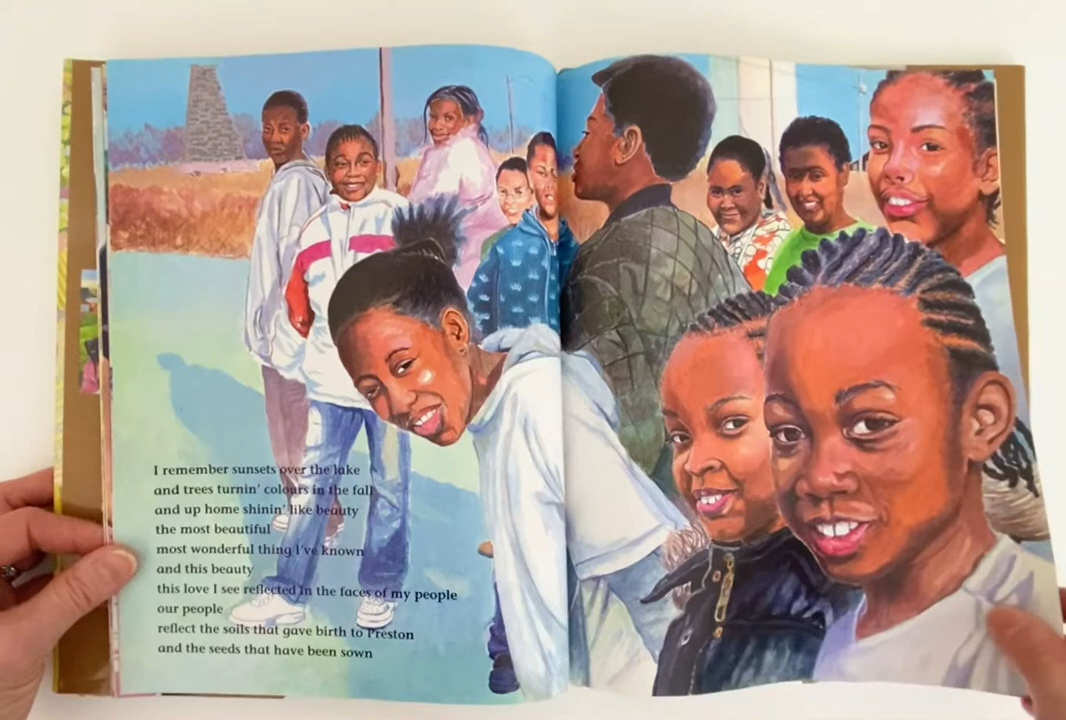 I remember sunsets over the lake
and trees turnin' colours in the fall
and up home shinin' like beauty
the most beautiful
most wonderful thing I've known
and this beauty
this love I see reflected in the faces of my people
our people
reflect the soils that gave birth to Preston
and the seeds that have been sown